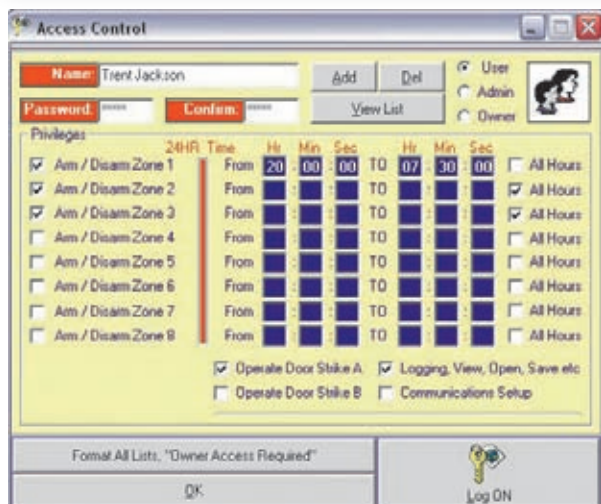 Access Control
Name: Trent Jackson Add Del User
Admin
Password: ***** Confirm: ***** View List Owner
Privileges
24HR Time Hr Min Sec Hr Min Sec
Arm / Disarm Zone 1 From 20 : 00 : 00 TO 07 : 30 : 00 All Hours
Arm / Disarm Zone 2 From : : TO : : All Hours
Arm / Disarm Zone 3 From : : TO : : All Hours
Arm / Disarm Zone 4 From : : TO : : All Hours
Arm / Disarm Zone 5 From : : TO : : All Hours
Arm / Disarm Zone 6 From : : TO : : All Hours
Arm / Disarm Zone 7 From : : TO : : All Hours
Arm / Disarm Zone 8 From : : TO : : All Hours
Operate Door Strike A Logging, View, Open, Save etc
Operate Door Strike B Communications Setup
Format All Lists, "Owner Access Required"
OK Log ON